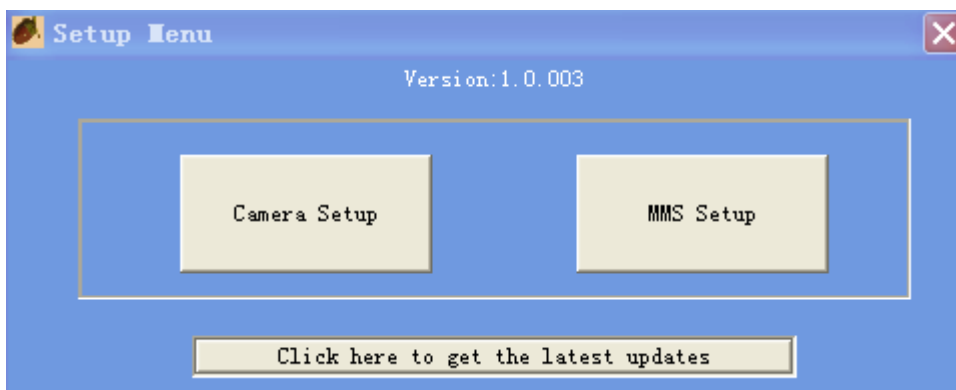 Setup Menu
Version:1.0.003
Camera Setup
MMS Setup
Click here to get the latest updates